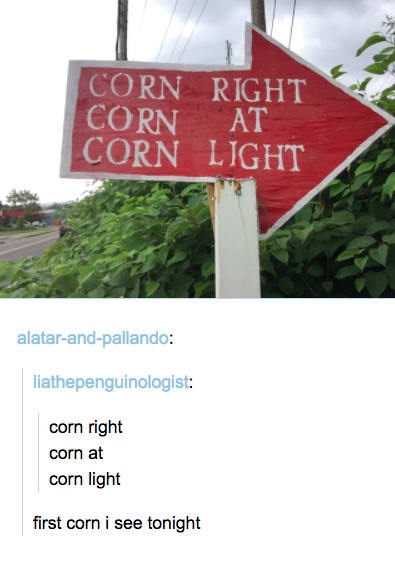 CORN RIGHT
CORN AT
CORN LIGHT
alatar-and-pallando:
liathepenguinologist:
corn right
corn at
corn light
first corn i see tonight